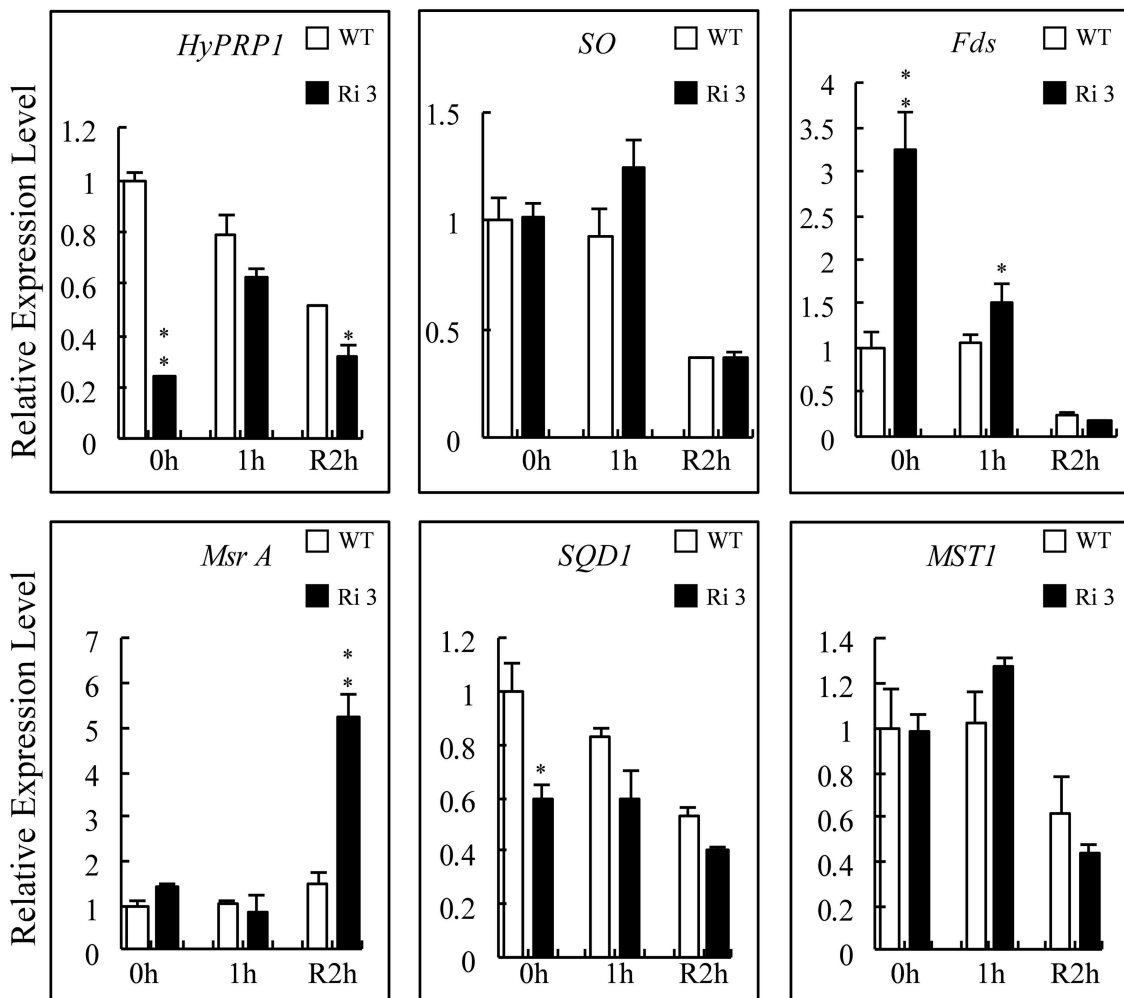 Relative Expression Level
HyPRP1
WT
Ri 3
1.2
1
0.8
0.6
0.4
0.2
0
*
*
*
0h 1h R2h
SO
WT
Ri 3
1.5
1
0.5
0
0h 1h R2h
Fds
WT
Ri 3
4
3.5
3
2.5
2
1.5
1
0.5
0
*
*
*
0h 1h R2h
Relative Expression Level
Msr A
WT
Ri 3
7
6
5
4
3
2
1
0
*
*
0h 1h R2h
SQD1
WT
Ri 3
1.2
1
0.8
0.6
0.4
0.2
0
*
0h 1h R2h
MST1
WT
Ri 3
1.4
1.2
1
0.8
0.6
0.4
0.2
0
0h 1h R2h